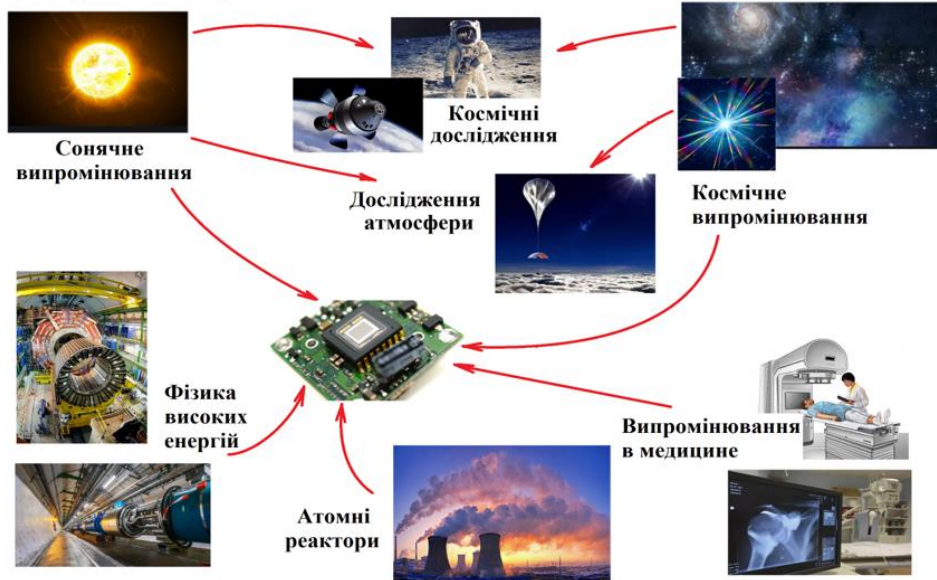 Космічні
дослідження
Сонячне
випромінювання
Дослідження
атмосфери
Космічне
випромінювання
Фізика
високих
енергій
Випромінювання
в медицине
Атомні
реактори